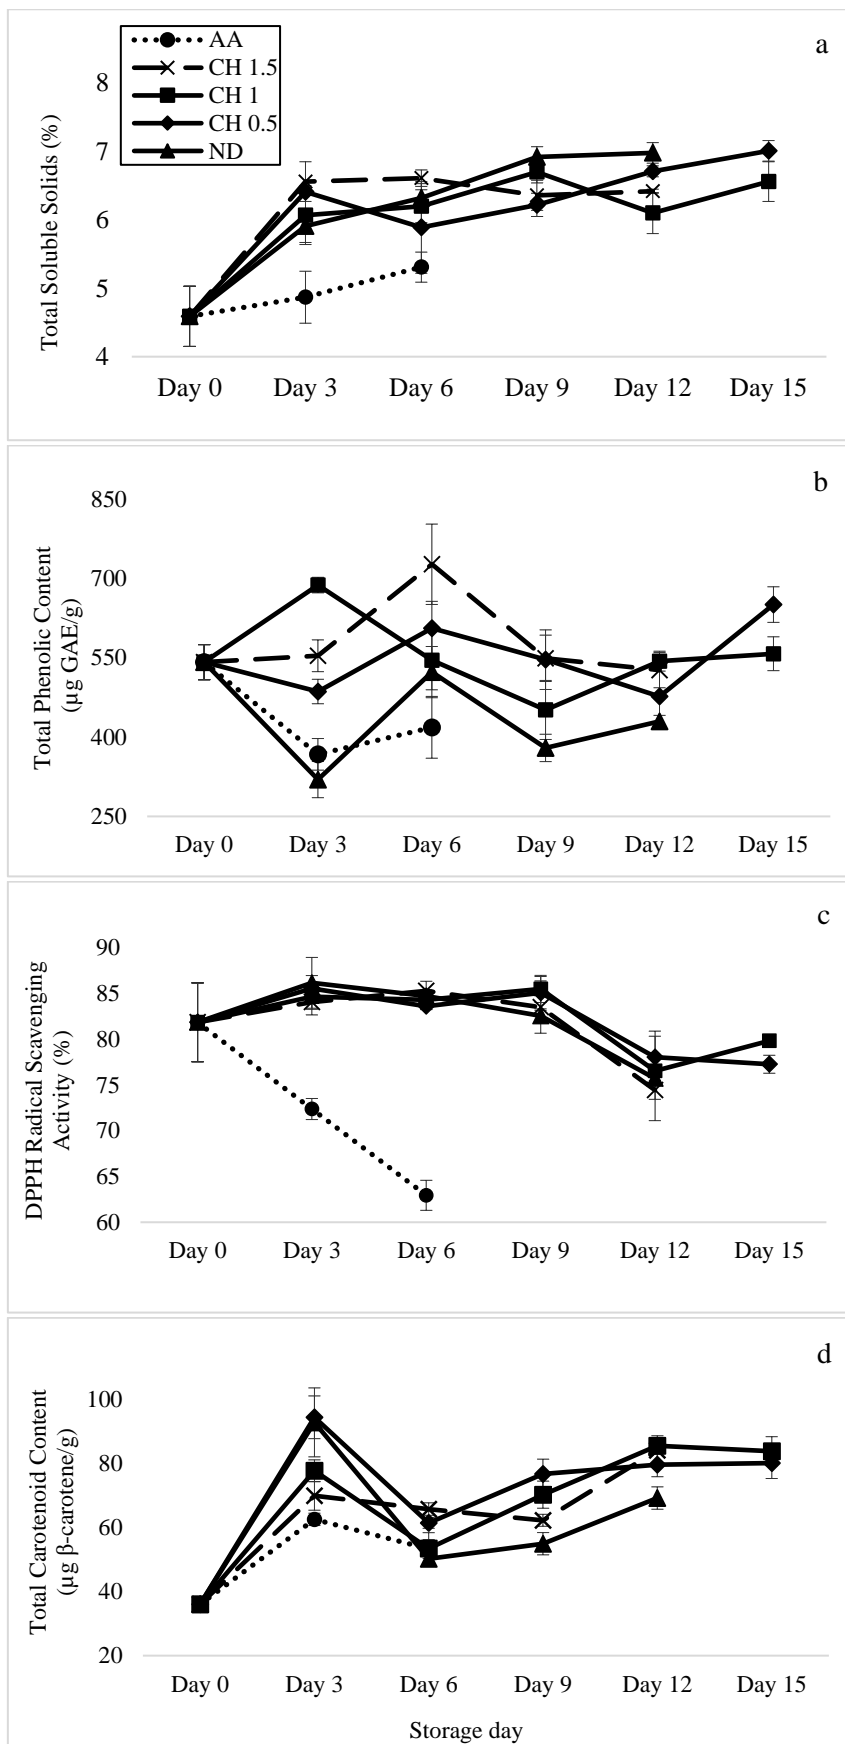 a
AA
CH 1.5
CH 1
CH 0.5
ND
Total Soluble Solids (%)
8
7
6
5
4
Day 0 Day 3 Day 6 Day 9 Day 12 Day 15
b
Total Phenolic Content
(µg GAE/g)
850
700
550
400
250
Day 0 Day 3 Day 6 Day 9 Day 12 Day 15
c
DPPH Radical Scavenging
Activity (%)
90
85
80
75
70
65
60
Day 0 Day 3 Day 6 Day 9 Day 12 Day 15
d
Total Carotenoid Content
(µg β-carotene/g)
100
80
60
40
20
Day 0 Day 3 Day 6 Day 9 Day 12 Day 15
Storage day